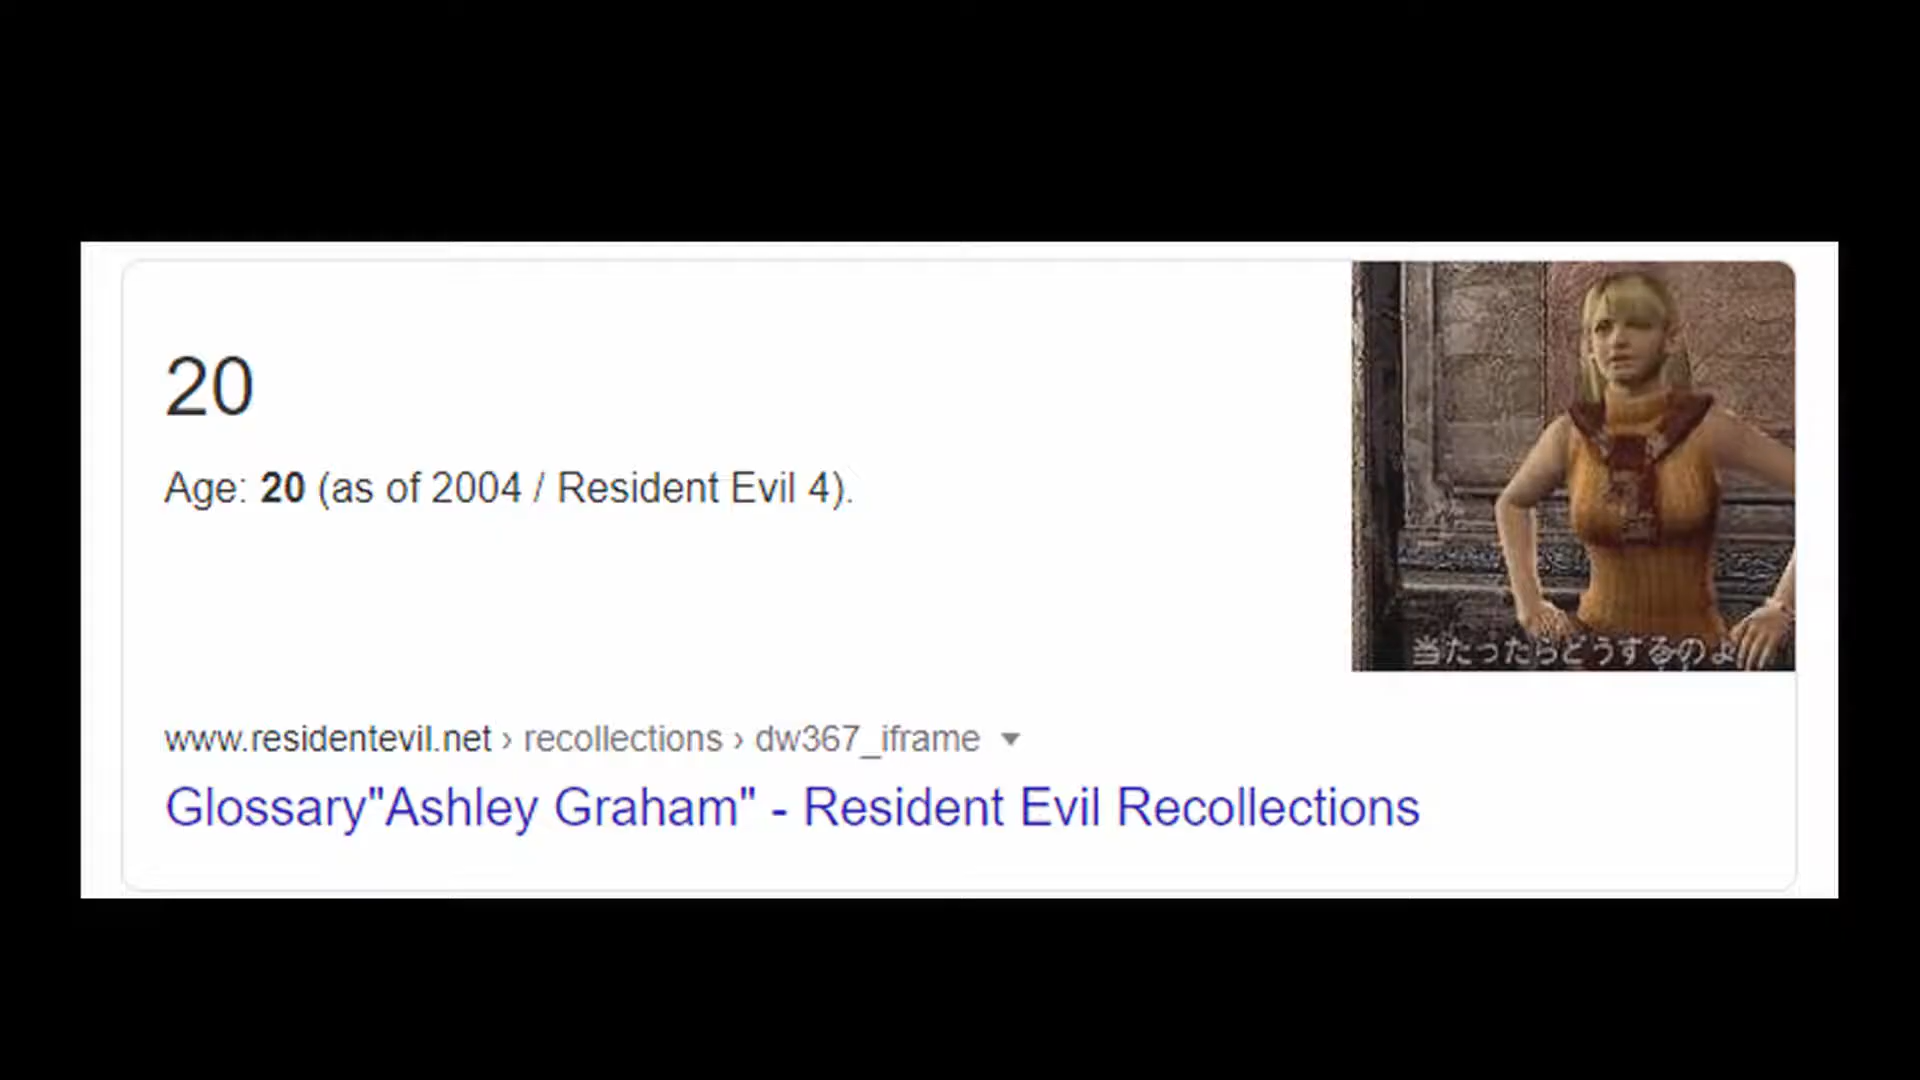 20
Age: 20 (as of 2004 / Resident Evil 4).
当たったらどうするのよ!
www.residentevil.net › recollections › dw367_iframe
Glossary"Ashley Graham" - Resident Evil Recollections